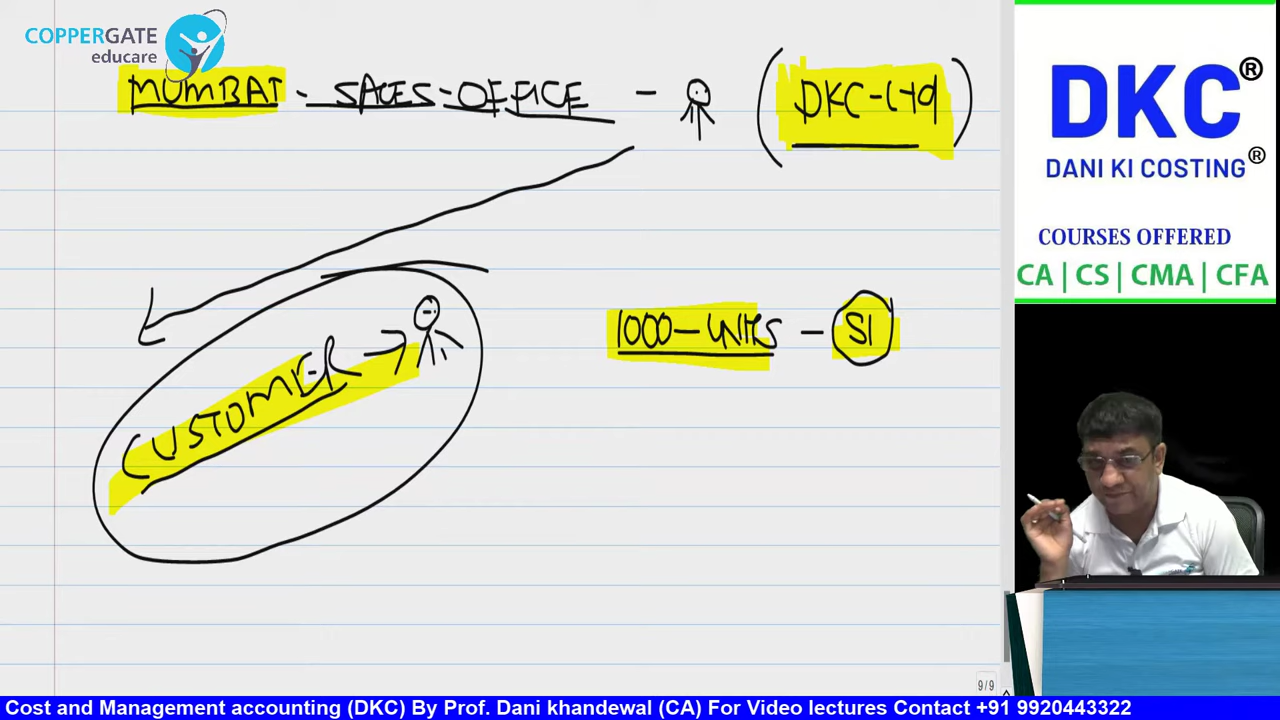 COPPERGATE
educare
MUMBAI - SALES-OFFICE - (DKC-Ltd)
CUSTOMER →
1000-UNITS - S1
DKC®
DANI KI COSTING®
COURSES OFFERED
CA | CS | CMA | CFA
9/9
Cost and Management accounting (DKC) By Prof. Dani khandewal (CA) For Video lectures Contact +91 9920443322